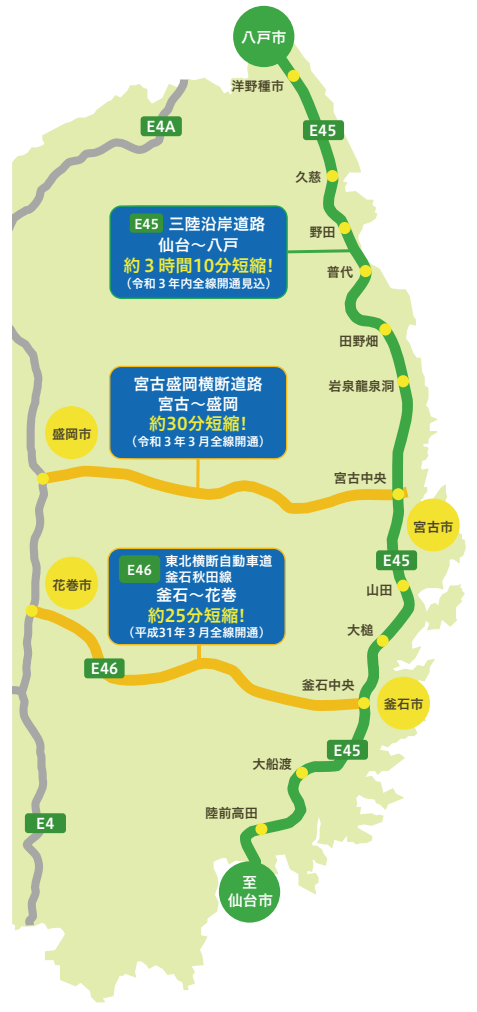 八戸市
洋野種市
E4A
E45
久慈
E45 三陸沿岸道路
仙台～八戸
約３時間10分短縮!
（令和３年内全線開通見込）
野田
普代
田野畑
岩泉龍泉洞
宮古盛岡横断道路
宮古～盛岡
約30分短縮!
（令和３年３月全線開通）
盛岡市
宮古中央
宮古市
E45
E46
東北横断自動車道
釜石秋田線
釜石～花巻
約25分短縮!
（平成31年３月全線開通）
花巻市
山田
大槌
E46
釜石中央
釜石市
E45
大船渡
陸前高田
E4
至
仙台市